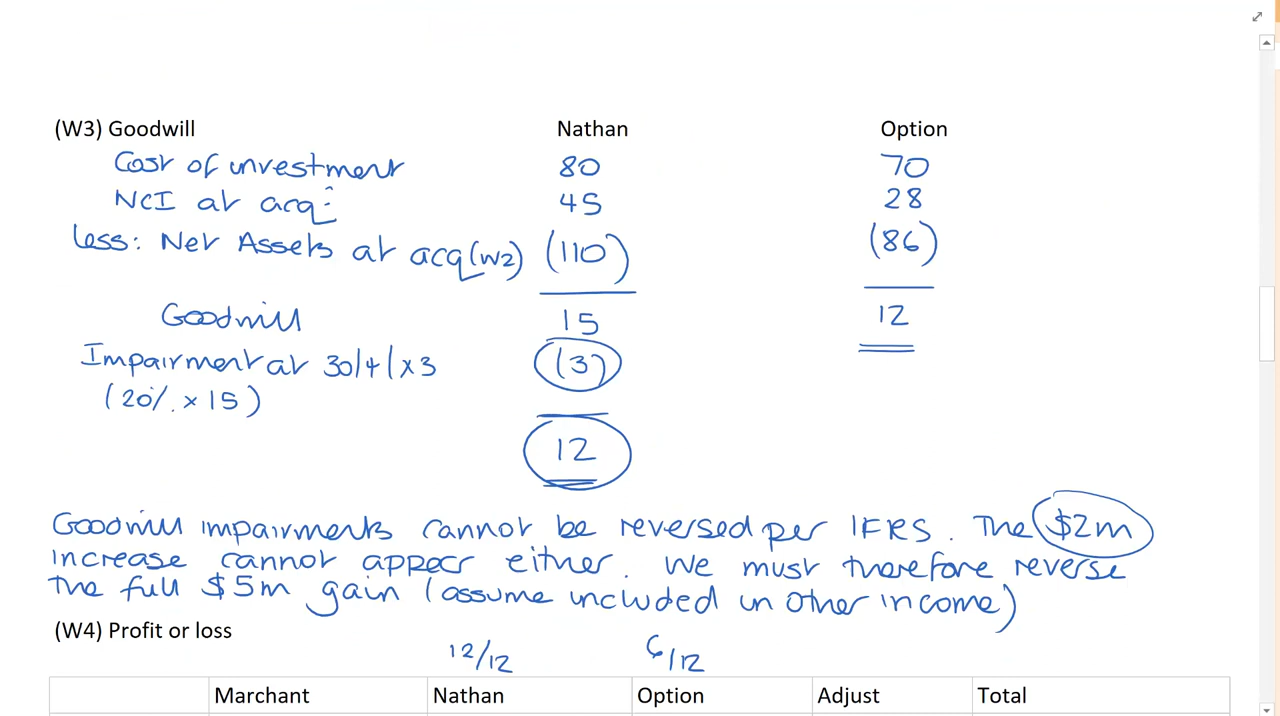 (W3) Goodwill Nathan Option
Cost of investment 80 70
NCI at acq: 45 28
less: Net Assets at acq(W2) (110) (86)
Goodwill 15 12
Impairment at 30/4/x3 (3)
(20% x 15)
12
Goodwill impairments cannot be reversed per IFRS. The $2m
increase cannot appear either. We must therefore reverse
the full $5m gain (assume included in Other income)
(W4) Profit or loss
12/12 6/12
Marchant Nathan Option Adjust Total